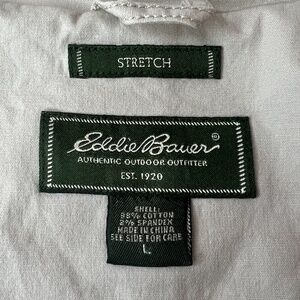 STRETCH
Eddie Bauer®
AUTHENTIC OUTDOOR OUTFITTER
EST. 1920
SHELL:
98% COTTON
2% SPANDEX
MADE IN CHINA
SEE SIDE FOR CARE
L